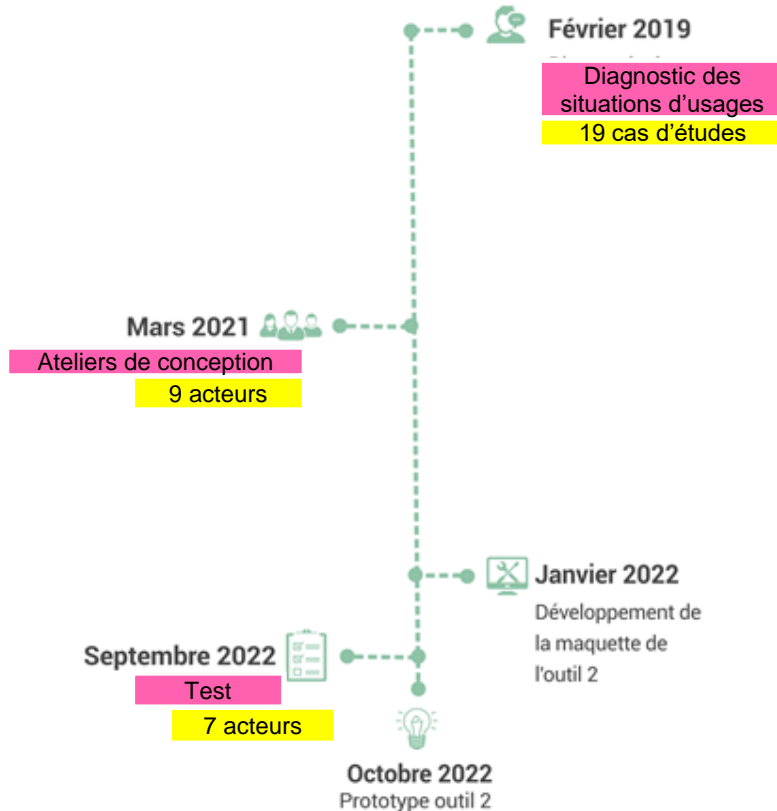 Février 2019
Diagnostic des
situations d'usages
19 cas d'études
Mars 2021
Ateliers de conception
9 acteurs
Janvier 2022
Développement de
la maquette de
l'outil 2
Septembre 2022
Test
7 acteurs
Octobre 2022
Prototype outil 2